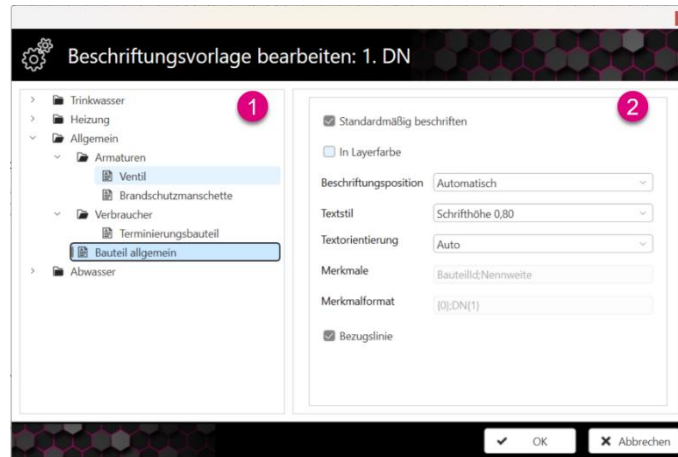 Beschriftungsvorlage bearbeiten: 1. DN
1
Trinkwasser
Heizung
Allgemein
Armaturen
Ventil
Brandschutzmanschette
Verbraucher
Terminierungsbauteil
Bauteil allgemein
Abwasser
2
Standardmäßig beschriften
In Layerfarbe
Beschriftungsposition Automatisch
Textstil Schrifthöhe 0,80
Textorientierung Auto
Merkmale BauteilId;Nennweite
Merkmalformat {0};DN{1}
Bezugslinie
OK Abbrechen